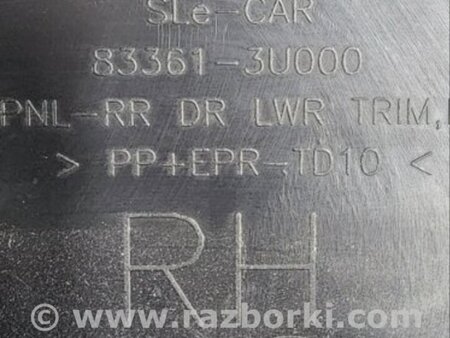 SLe-CAR
83361-3U000
PNL-RR DR LWR TRIM,
> PP+EPR-TD10 <
RH
www.razborki.com